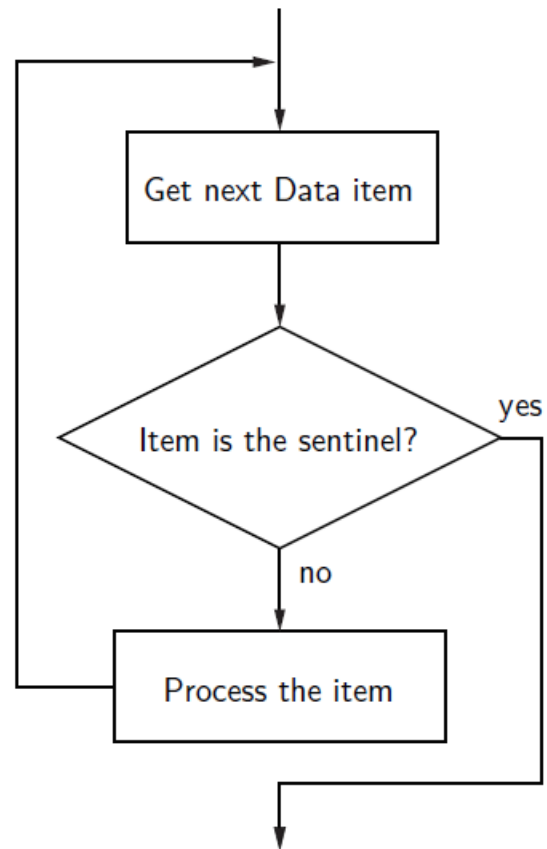 Get next Data item
Item is the sentinel?
yes
no
Process the item